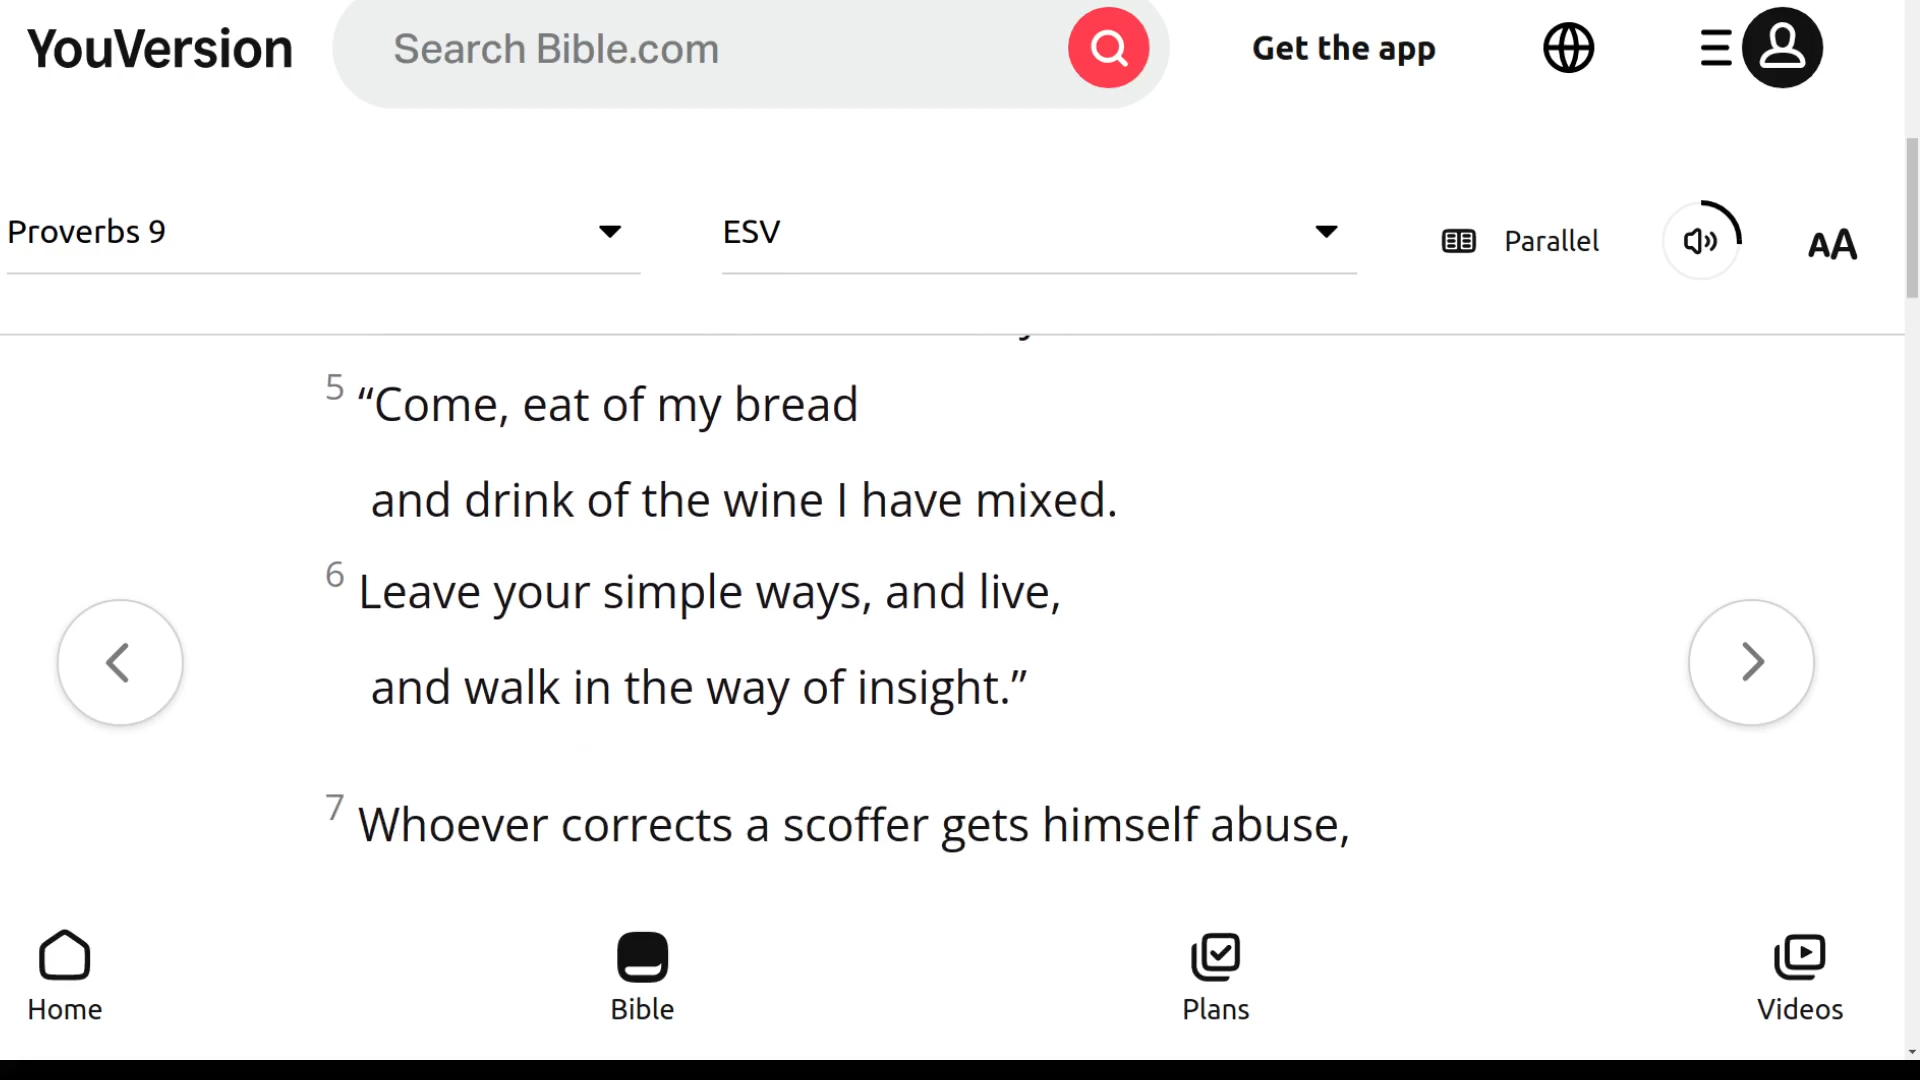 YouVersion Search Bible.com Get the app
Proverbs 9 ESV Parallel AA
5 “Come, eat of my bread
and drink of the wine I have mixed.
6 Leave your simple ways, and live,
and walk in the way of insight.”
7 Whoever corrects a scoffer gets himself abuse,
Home Bible Plans Videos